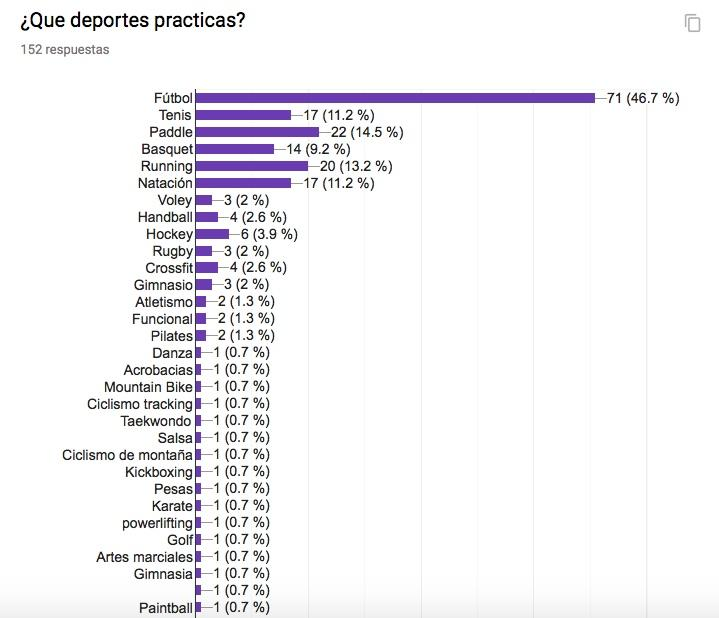 ¿Que deportes practicas?
152 respuestas
Fútbol 71 (46.7 %)
Tenis 17 (11.2 %)
Paddle 22 (14.5 %)
Basquet 14 (9.2 %)
Running 20 (13.2 %)
Natación 17 (11.2 %)
Voley 3 (2 %)
Handball 4 (2.6 %)
Hockey 6 (3.9 %)
Rugby 3 (2 %)
Crossfit 4 (2.6 %)
Gimnasio 3 (2 %)
Atletismo 2 (1.3 %)
Funcional 2 (1.3 %)
Pilates 2 (1.3 %)
Danza 1 (0.7 %)
Acrobacias 1 (0.7 %)
Mountain Bike 1 (0.7 %)
Ciclismo tracking 1 (0.7 %)
Taekwondo 1 (0.7 %)
Salsa 1 (0.7 %)
Ciclismo de montaña 1 (0.7 %)
Kickboxing 1 (0.7 %)
Pesas 1 (0.7 %)
Karate 1 (0.7 %)
powerlifting 1 (0.7 %)
Golf 1 (0.7 %)
Artes marciales 1 (0.7 %)
Gimnasia 1 (0.7 %)
1 (0.7 %)
Paintball 1 (0.7 %)